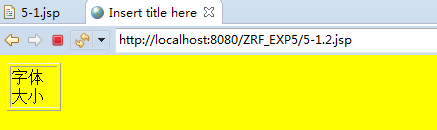 5-1.jsp
Insert title here
http://localhost:8080/ZRF_EXP5/5-1.2.jsp
字体
大小